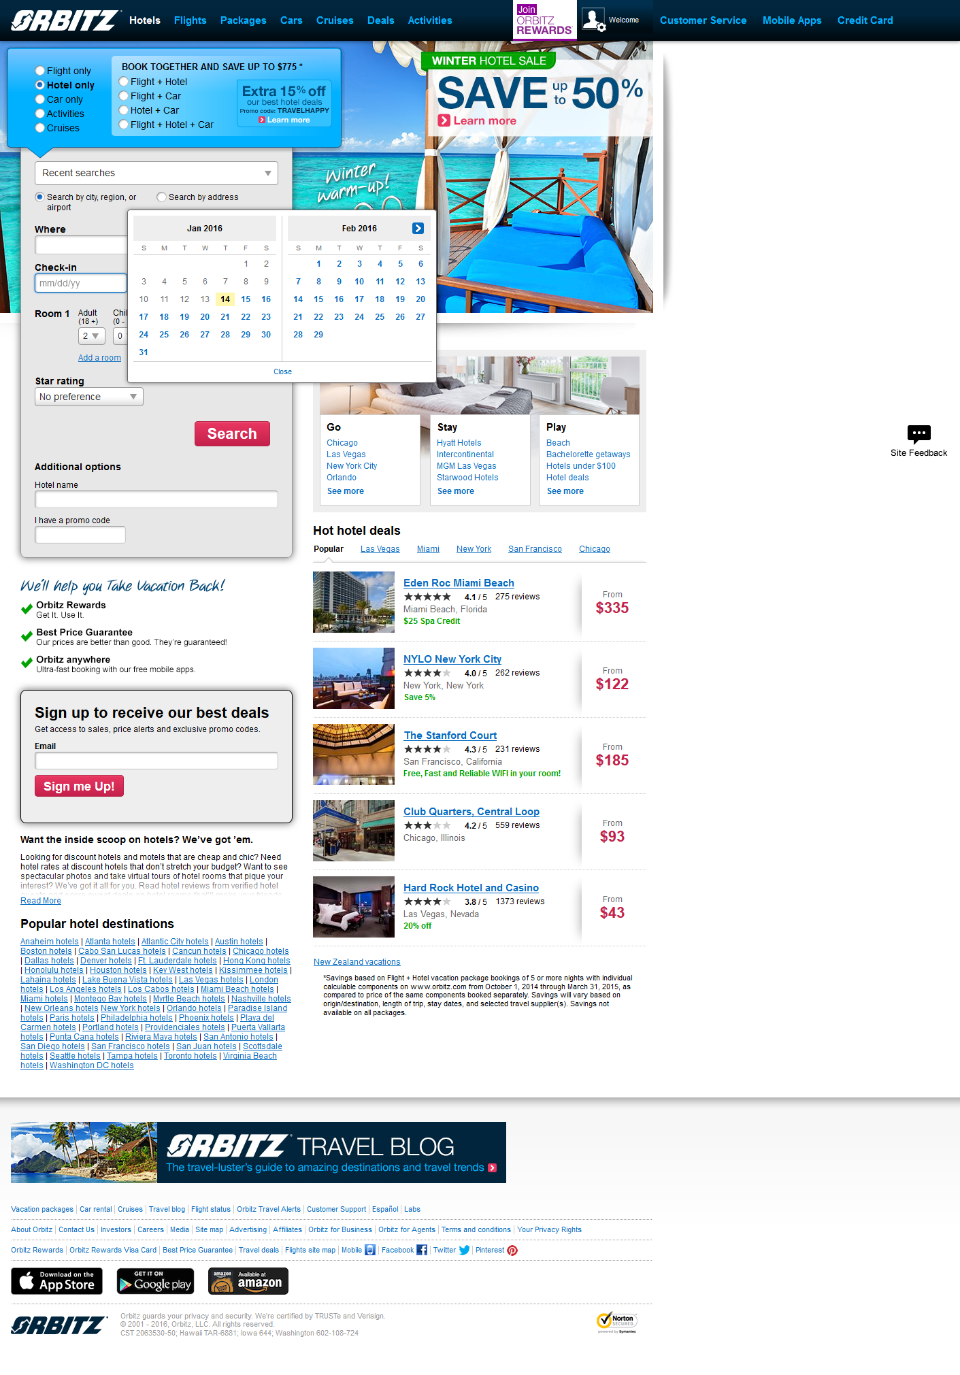 ORBITZ Hotels Flights Packages Cars Cruises Deals Activities Join ORBITZ REWARDS Welcome Customer Service Mobile Apps Credit Card
Flight only
Hotel only
Car only
Activities
Cruises
BOOK TOGETHER AND SAVE UP TO $775 *
Flight + Hotel
Flight + Car
Hotel + Car
Flight + Hotel + Car
Extra 15% off
our best hotel deals
Promo code: TRAVELHAPPY
Learn more
WINTER HOTEL SALE
SAVE up to 50%
Learn more
Winter warm-up!
Recent searches
Search by city, region, or airport
Search by address
Where
Check-in
mm/dd/yy
Room 1 Adult (18 +)
2 0
Add a room
Jan 2016
S M T W T F S
1 2
3 4 5 6 7 8 9
10 11 12 13 14 15 16
17 18 19 20 21 22 23
24 25 26 27 28 29 30
31
Feb 2016
S M T W T F S
1 2 3 4 5 6
7 8 9 10 11 12 13
14 15 16 17 18 19 20
21 22 23 24 25 26 27
28 29
Close
Star rating
No preference
Search
Additional options
Hotel name
I have a promo code
Go
Chicago
Las Vegas
New York City
Orlando
See more
Stay
Hyatt Hotels
Intercontinental
MGM Las Vegas
Starwood Hotels
See more
Play
Beach
Bachelorette getaways
Hotels under $100
Hotel deals
See more
Site Feedback
Hot hotel deals
Popular Las Vegas Miami New York San Francisco Chicago
Eden Roc Miami Beach
4.1 / 5 275 reviews
Miami Beach, Florida
$25 Spa Credit
From
$335
NYLO New York City
4.0 / 5 262 reviews
New York, New York
Save 5%
From
$122
The Stanford Court
4.3 / 5 231 reviews
San Francisco, California
Free, Fast and Reliable WIFI in your room!
From
$185
Club Quarters, Central Loop
4.2 / 5 559 reviews
Chicago, Illinois
From
$93
Hard Rock Hotel and Casino
3.8 / 5 1373 reviews
Las Vegas, Nevada
20% off
From
$43
New Zealand vacations
*Savings based on Flight + Hotel vacation package bookings of 5 or more nights with individual
calculable components on www.orbitz.com from October 1, 2014 through March 31, 2015, as
compared to price of the same components booked separately. Savings will vary based on
origin/destination, length of trip, stay dates, and selected travel supplier(s). Savings not
available on all packages.
We'll help you Take Vacation Back!
Orbitz Rewards
Get It. Use It.
Best Price Guarantee
Our prices are better than good. They're guaranteed!
Orbitz anywhere
Ultra-fast booking with our free mobile apps.
Sign up to receive our best deals
Get access to sales, price alerts and exclusive promo codes.
Email
Sign me Up!
Want the inside scoop on hotels? We've got 'em.
Looking for discount hotels and motels that are cheap and chic? Need
hotel rates at discount hotels that don't stretch your budget? Want to see
spectacular photos and take virtual tours of hotel rooms that pique your
interest? We've got it all for you. Read hotel reviews from verified hotel
Read More
Popular hotel destinations
Anaheim hotels | Atlanta hotels | Atlantic City hotels | Austin hotels |
Boston hotels | Cabo San Lucas hotels | Cancun hotels | Chicago hotels
| Dallas hotels | Denver hotels | Ft. Lauderdale hotels | Hong Kong hotels
| Honolulu hotels | Houston hotels | Key West hotels | Kissimmee hotels |
Lahaina hotels | Lake Buena Vista hotels | Las Vegas hotels | London
hotels | Los Angeles hotels | Los Cabos hotels | Miami Beach hotels |
Miami hotels | Montego Bay hotels | Myrtle Beach hotels | Nashville hotels
| New Orleans hotels New York hotels | Orlando hotels | Paradise Island
hotels | Paris hotels | Philadelphia hotels | Phoenix hotels | Playa del
Carmen hotels | Portland hotels | Providenciales hotels | Puerto Vallarta
hotels | Punta Cana hotels | Riviera Maya hotels | San Antonio hotels |
San Diego hotels | San Francisco hotels | San Juan hotels | Scottsdale
hotels | Seattle hotels | Tampa hotels | Toronto hotels | Virginia Beach
hotels | Washington DC hotels
ORBITZ TRAVEL BLOG
The travel-luster's guide to amazing destinations and travel trends
Vacation packages | Car rental | Cruises | Travel blog | Flight status | Orbitz Travel Alerts | Customer Support | Español | Labs
About Orbitz | Contact Us | Investors | Careers | Media | Site map | Advertising | Affiliates | Orbitz for Business | Orbitz for Agents | Terms and conditions | Your Privacy Rights
Orbitz Rewards | Orbitz Rewards Visa Card | Best Price Guarantee | Travel deals | Flights site map | Mobile | Facebook | Twitter | Pinterest
Download on the App Store
GET IT ON Google play
Available at amazon
ORBITZ
Orbitz guards your privacy and security. We're certified by TRUSTe and Verisign.
© 2001 - 2016, Orbitz, LLC. All rights reserved.
CST 2063530-50; Hawaii TAR-6881; Iowa 644; Washington 602-108-724
Norton
SECURED
powered by Symantec